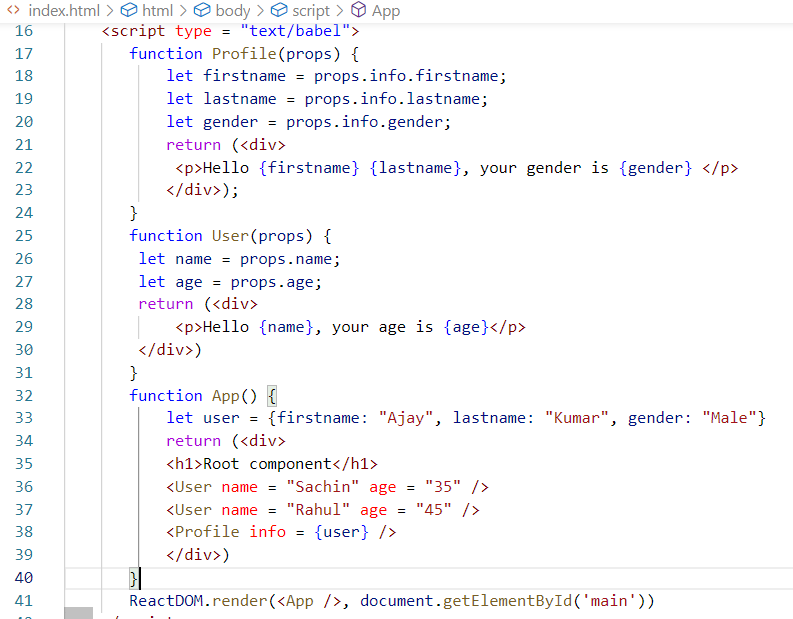 index.html > html > body > script > App
16 <script type = "text/babel">
17 function Profile(props) {
18 let firstname = props.info.firstname;
19 let lastname = props.info.lastname;
20 let gender = props.info.gender;
21 return (<div>
22 <p>Hello {firstname} {lastname}, your gender is {gender} </p>
23 </div>);
24 }
25 function User(props) {
26 let name = props.name;
27 let age = props.age;
28 return (<div>
29 <p>Hello {name}, your age is {age}</p>
30 </div>)
31 }
32 function App() {
33 let user = {firstname: "Ajay", lastname: "Kumar", gender: "Male"}
34 return (<div>
35 <h1>Root component</h1>
36 <User name = "Sachin" age = "35" />
37 <User name = "Rahul" age = "45" />
38 <Profile info = {user} />
39 </div>)
40 }
41 ReactDOM.render(<App />, document.getElementById('main'))